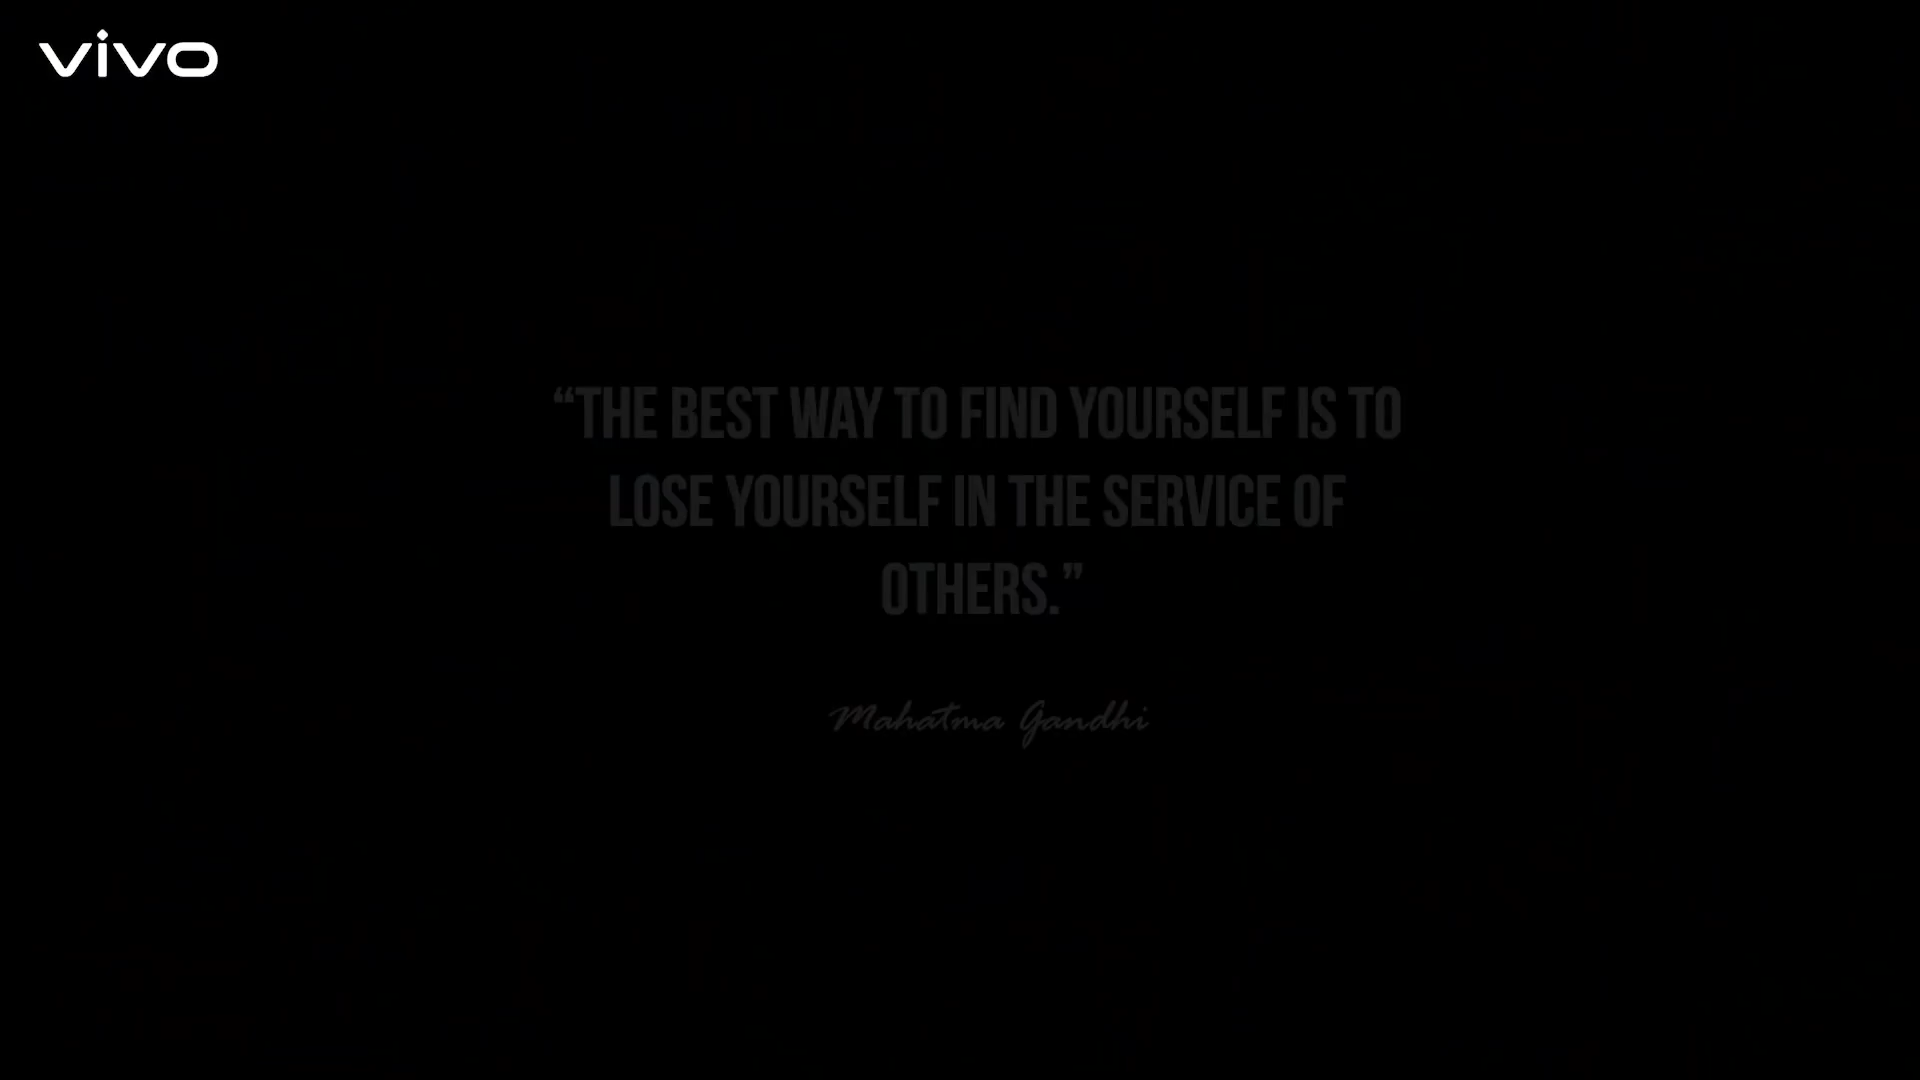 vivo
“THE BEST WAY TO FIND YOURSELF IS TO
LOSE YOURSELF IN THE SERVICE OF
OTHERS.”
Mahatma Gandhi